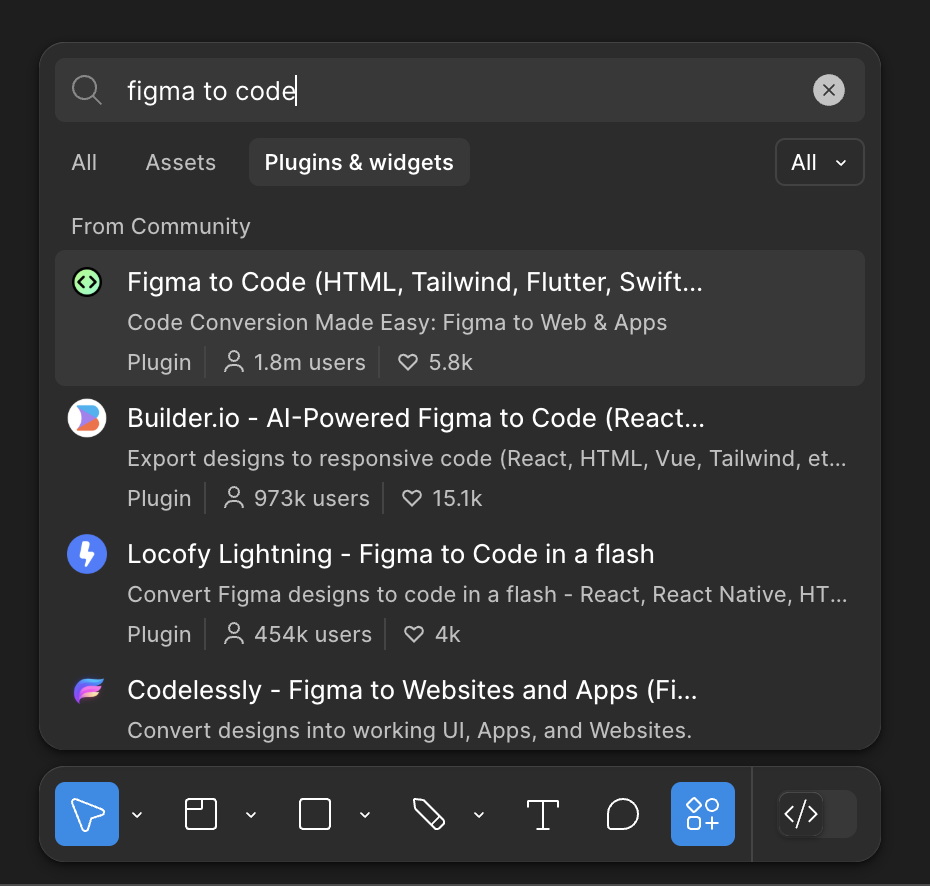 figma to code
All
Assets
Plugins & widgets
All
From Community
Figma to Code (HTML, Tailwind, Flutter, Swift...
Code Conversion Made Easy: Figma to Web & Apps
Plugin 1.8m users 5.8k
Builder.io - AI-Powered Figma to Code (React...
Export designs to responsive code (React, HTML, Vue, Tailwind, et...
Plugin 973k users 15.1k
Locofy Lightning - Figma to Code in a flash
Convert Figma designs to code in a flash - React, React Native, HT...
Plugin 454k users 4k
Codelessly - Figma to Websites and Apps (Fi...
Convert designs into working UI, Apps, and Websites.